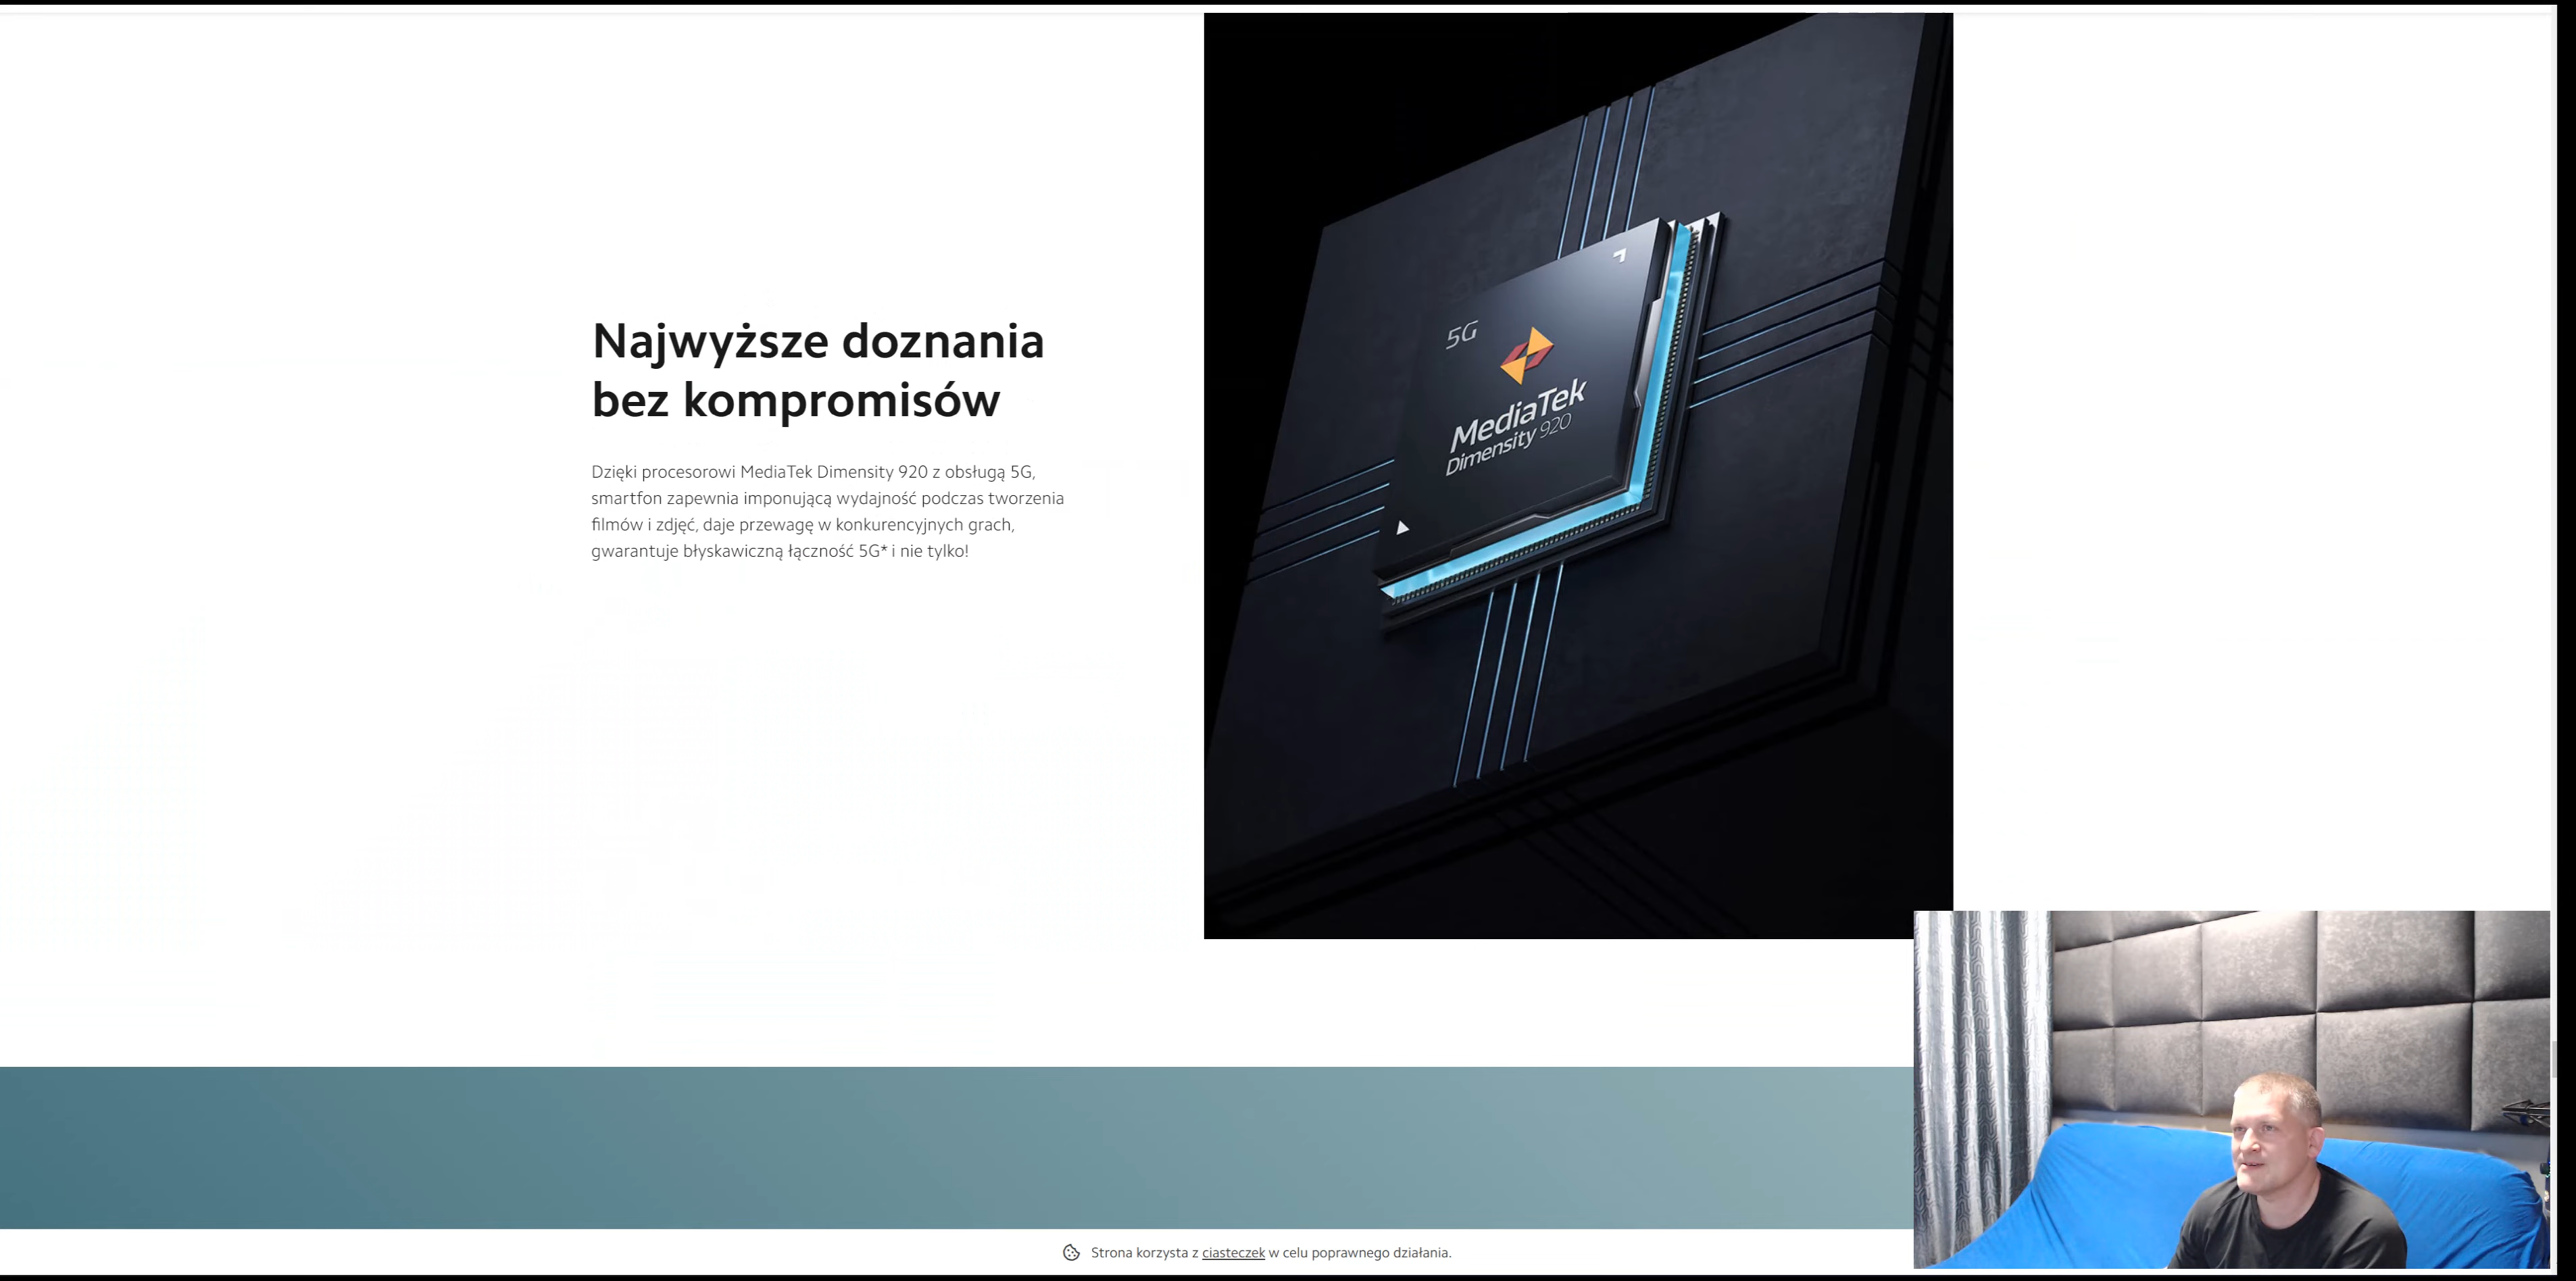 Najwyższe doznania
bez kompromisów
Dzięki procesorowi MediaTek Dimensity 920 z obsługą 5G,
smartfon zapewnia imponującą wydajność podczas tworzenia
filmów i zdjęć, daje przewagę w konkurencyjnych grach,
gwarantuje błyskawiczną łączność 5G* i nie tylko!
5G
MediaTek
Dimensity 920
Strona korzysta z ciasteczek w celu poprawnego działania.